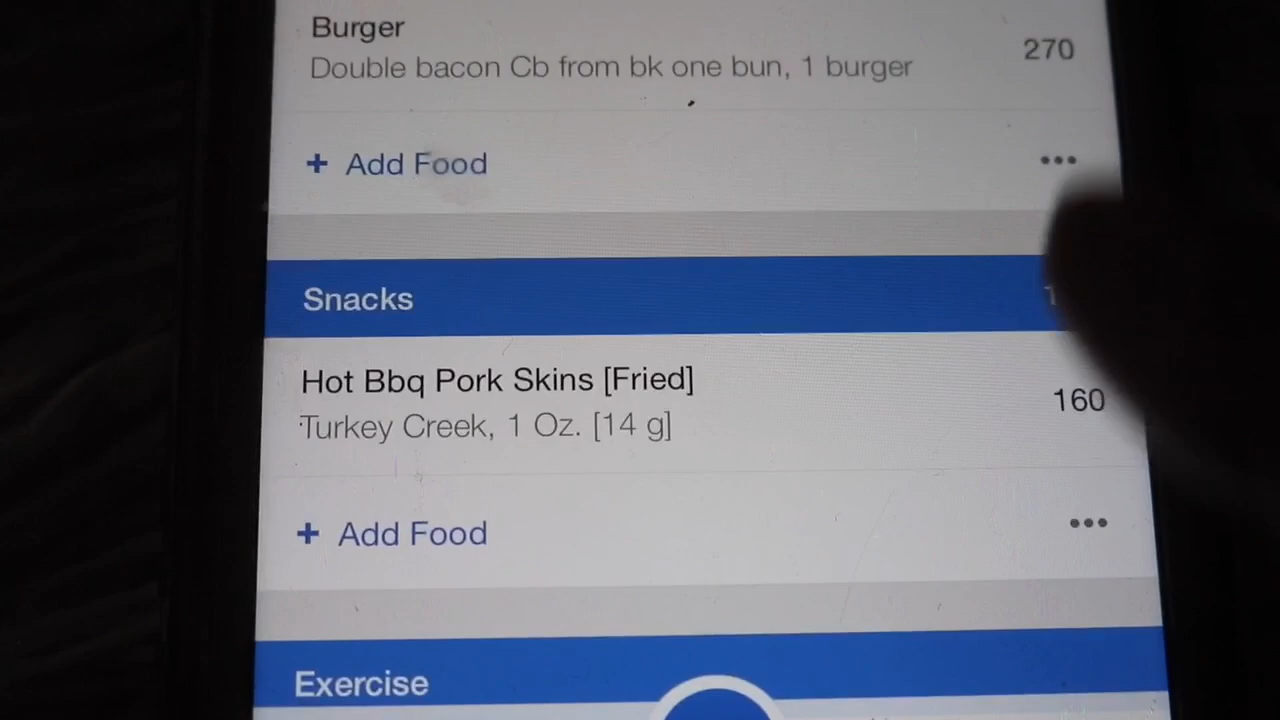 Burger
270
Double bacon Cb from bk one bun, 1 burger
+ Add Food
Snacks
Hot Bbq Pork Skins [Fried]
160
Turkey Creek, 1 Oz. [14 g]
+ Add Food
Exercise